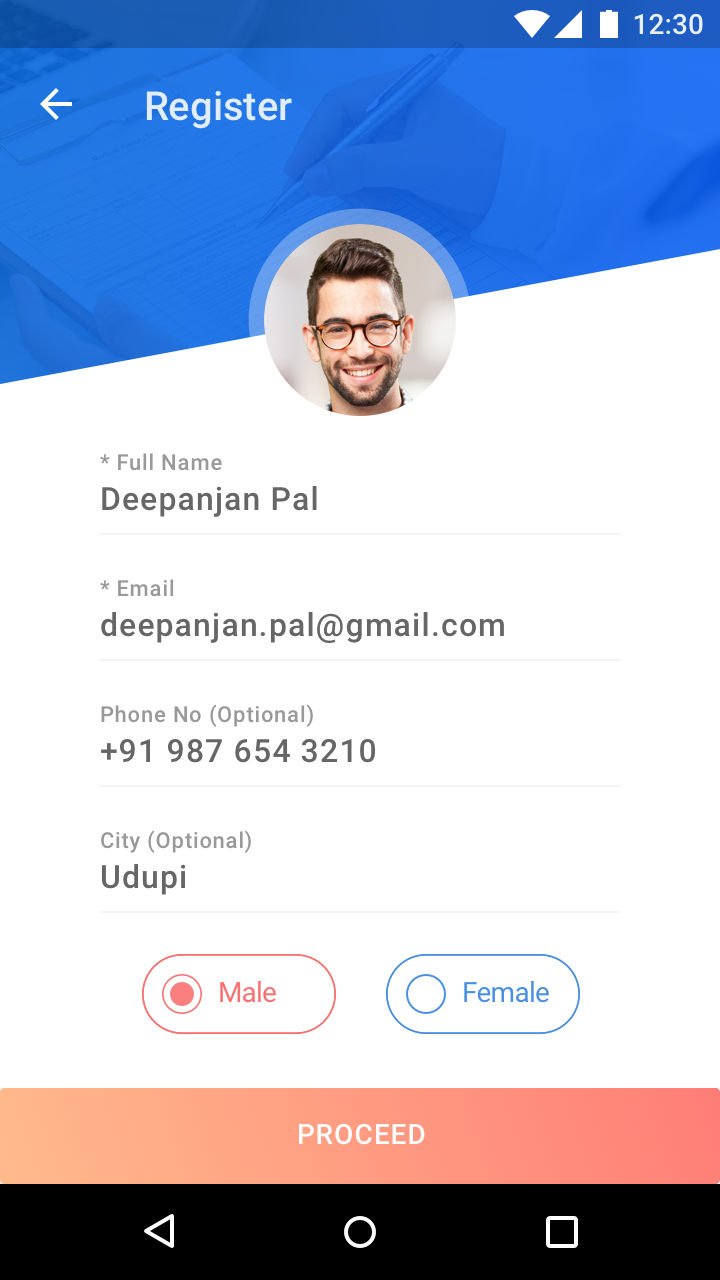 12:30
Register
* Full Name
Deepanjan Pal
* Email
deepanjan.pal@gmail.com
Phone No (Optional)
+91 987 654 3210
City (Optional)
Udupi
Male
Female
PROCEED